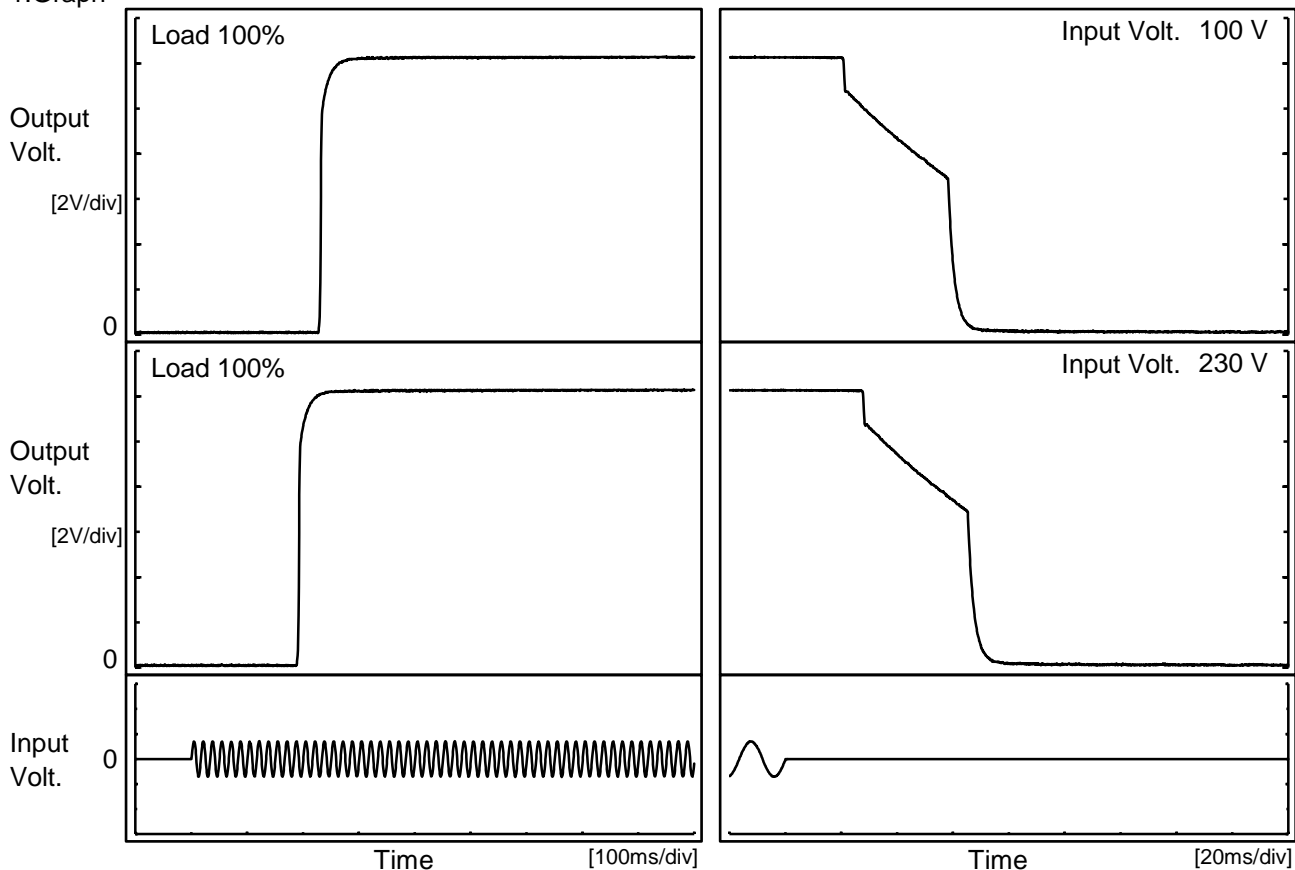 Load 100%
Input Volt. 100 V
Output
Volt.
[2V/div]
0
Load 100%
Input Volt. 230 V
Output
Volt.
[2V/div]
0
Input
Volt.
0
Time
[100ms/div]
Time
[20ms/div]